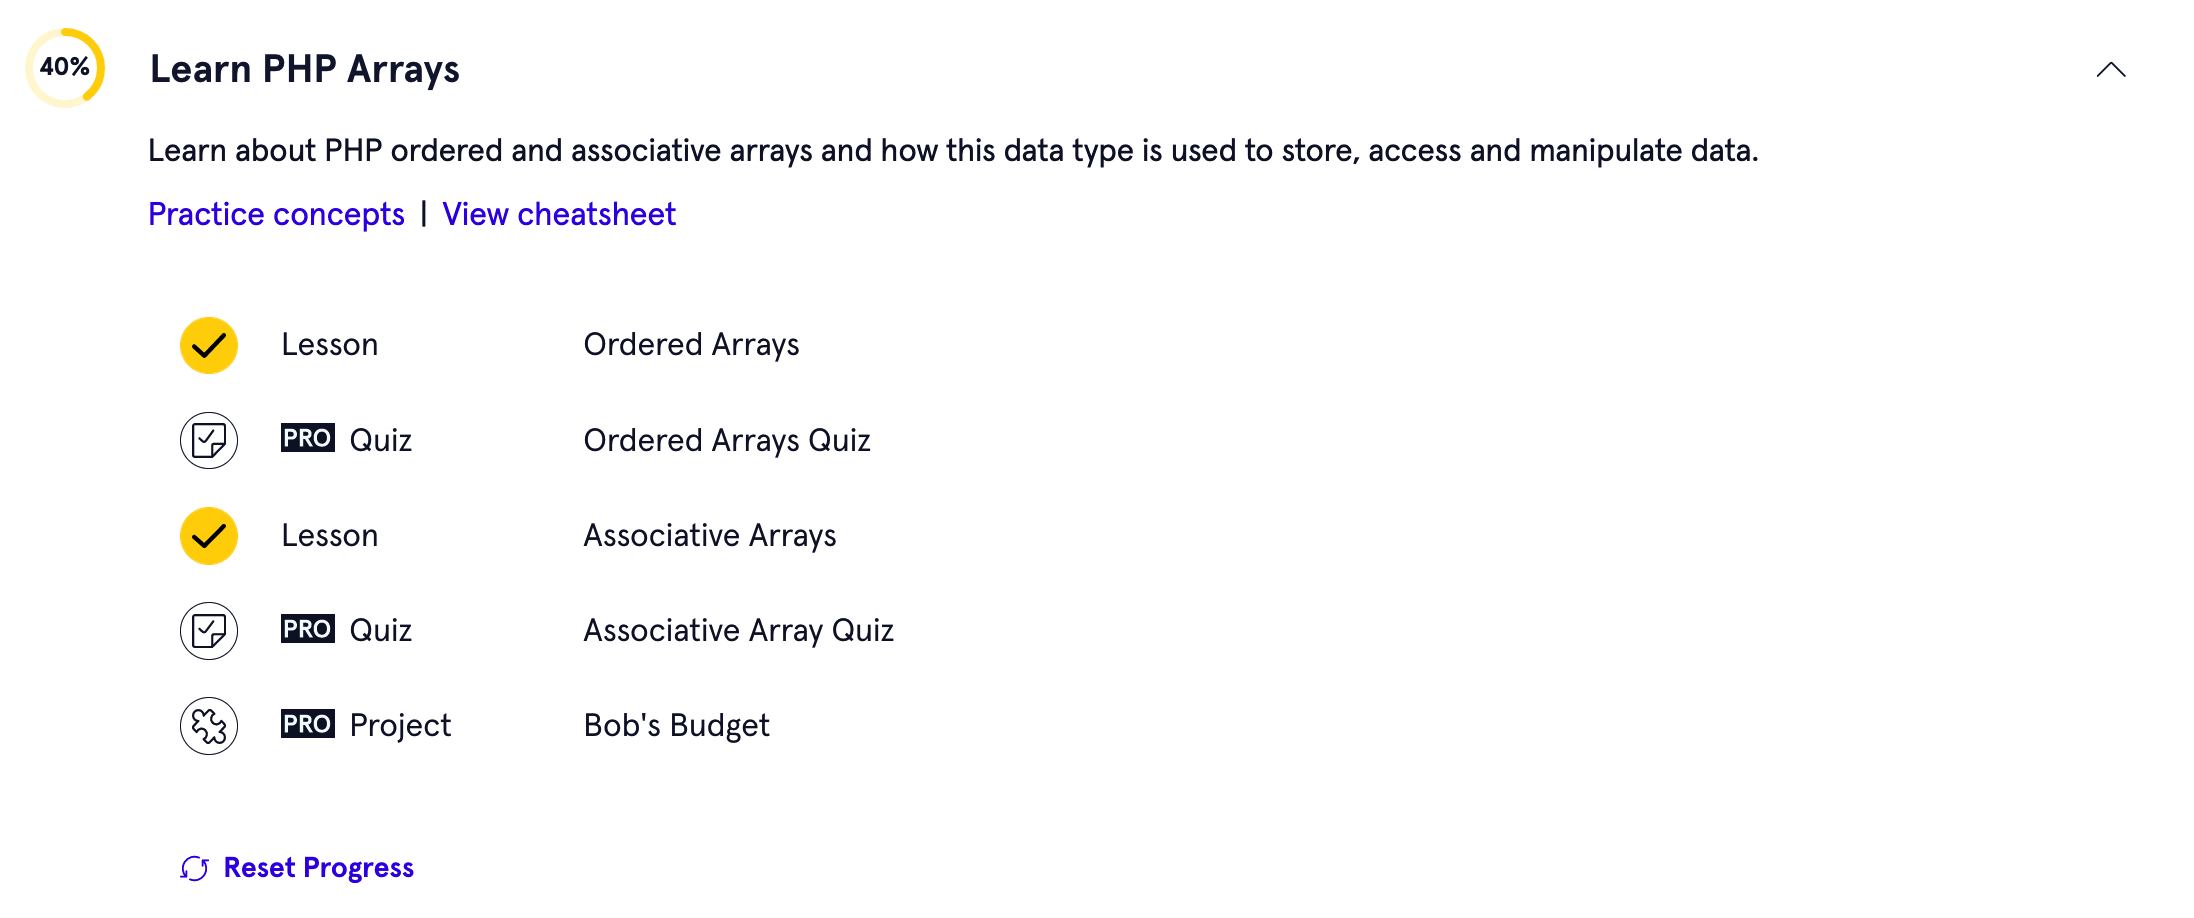 40%
Learn PHP Arrays
Learn about PHP ordered and associative arrays and how this data type is used to store, access and manipulate data.
Practice concepts | View cheatsheet
Lesson Ordered Arrays
PRO Quiz Ordered Arrays Quiz
Lesson Associative Arrays
PRO Quiz Associative Array Quiz
PRO Project Bob's Budget
Reset Progress